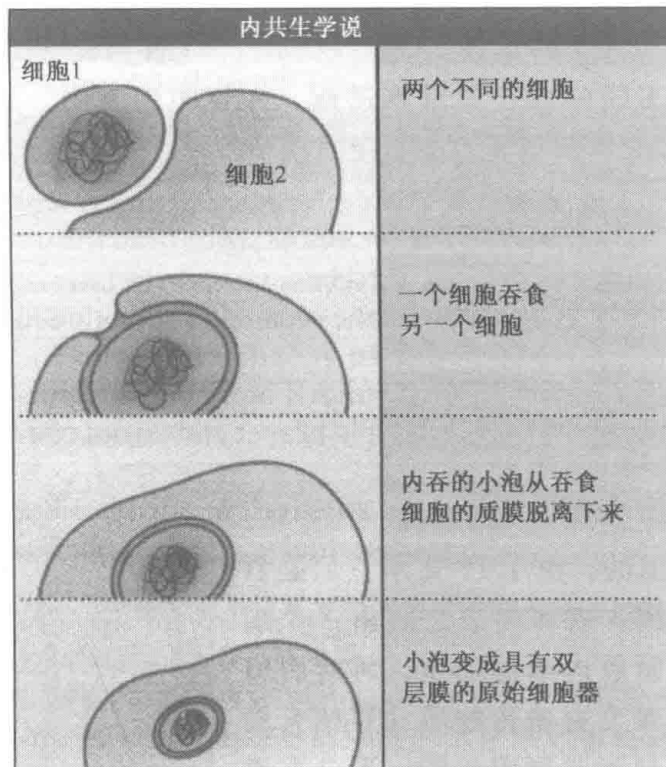 内共生学说
细胞1
细胞2
两个不同的细胞
一个细胞吞食
另一个细胞
内吞的小泡从吞食
细胞的质膜脱离下来
小泡变成具有双
层膜的原始细胞器